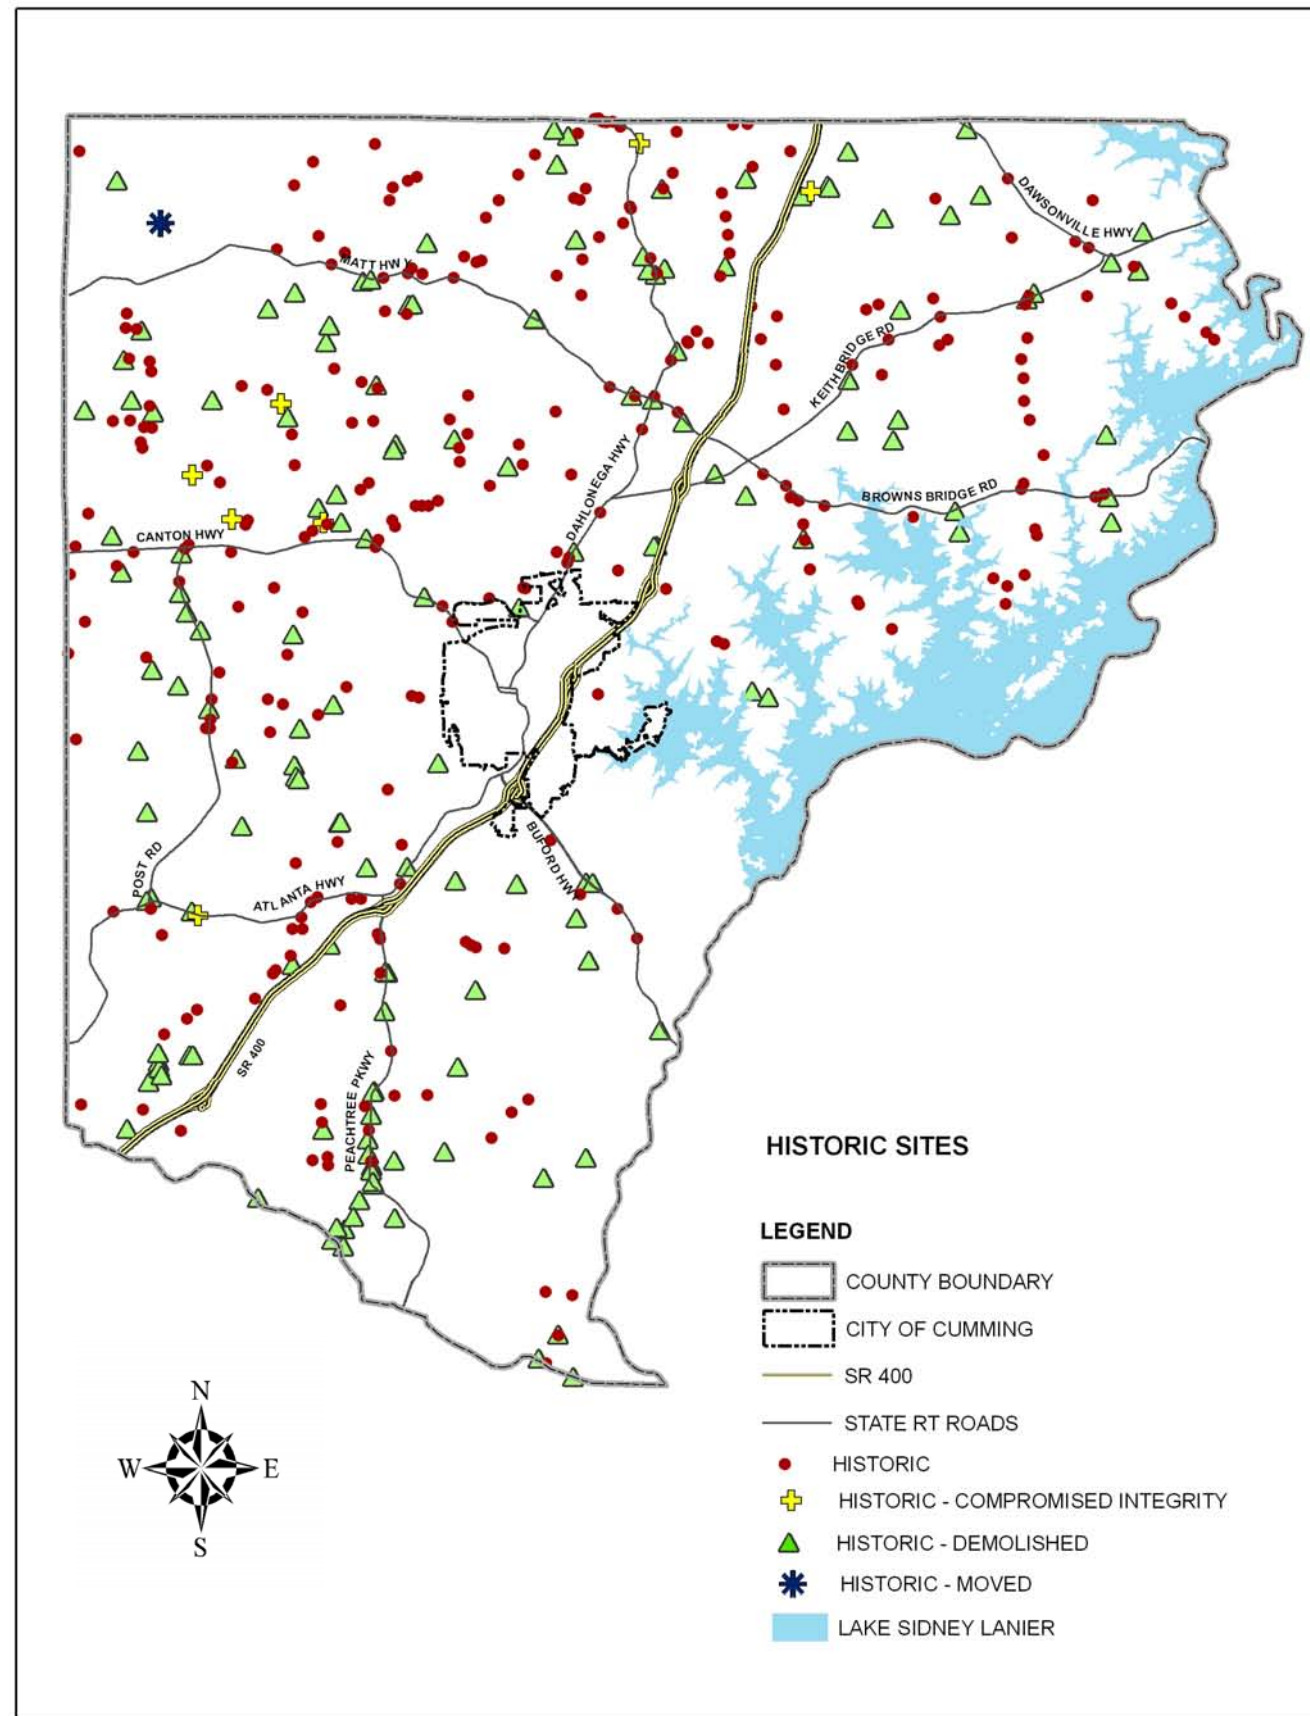 DAWSONVILLE HWY
MATT HWY
KEITH BRIDGE RD
DAHLONEGA HWY
BROWNS BRIDGE RD
CANTON HWY
BUFORD HWY
POST RD
ATLANTA HWY
SR 400
PEACHTREE PKWY
HISTORIC SITES
LEGEND
COUNTY BOUNDARY
CITY OF CUMMING
SR 400
STATE RT ROADS
HISTORIC
HISTORIC - COMPROMISED INTEGRITY
HISTORIC - DEMOLISHED
HISTORIC - MOVED
LAKE SIDNEY LANIER
N
W E
S